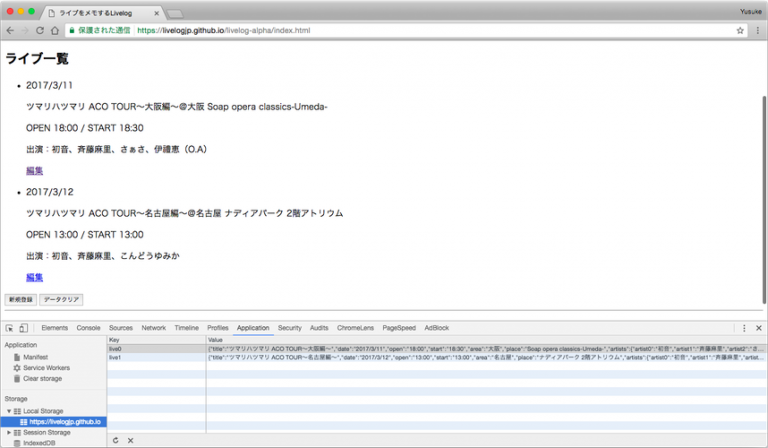 ライブをメモするLivelog
Yusuke
保護された通信 https://livelogjp.github.io/livelog-alpha/index.html
ライブ一覧
2017/3/11
ツマリハツマリ ACO TOUR〜大阪編〜@大阪 Soap opera classics-Umeda-
OPEN 18:00 / START 18:30
出演：初音、斉藤麻里、さぁさ、伊禮恵（O.A）
編集
2017/3/12
ツマリハツマリ ACO TOUR〜名古屋編〜@名古屋 ナディアパーク 2階アトリウム
OPEN 13:00 / START 13:00
出演：初音、斉藤麻里、こんどうゆみか
編集
新規登録 データクリア
Elements Console Sources Network Timeline Profiles Application Security Audits ChromeLens PageSpeed AdBlock
Application
Manifest
Service Workers
Clear storage
Storage
Local Storage
https://livelogjp.github.io
Session Storage
IndexedDB
Key Value
live0 {"title":"ツマリハツマリ ACO TOUR〜大阪編〜","date":"2017/3/11","open":"18:00","start":"18:30","area":"大阪","place":"Soap opera classics-Umeda-","artists":{"artist0":"初音","artist1":"斉藤麻里","artist2":"さ…
live1 {"title":"ツマリハツマリ ACO TOUR〜名古屋編〜","date":"2017/3/12","open":"13:00","start":"13:00","area":"名古屋","place":"ナディアパーク 2階アトリウム","artists":{"artist0":"初音","artist1":"斉藤麻里","artist…